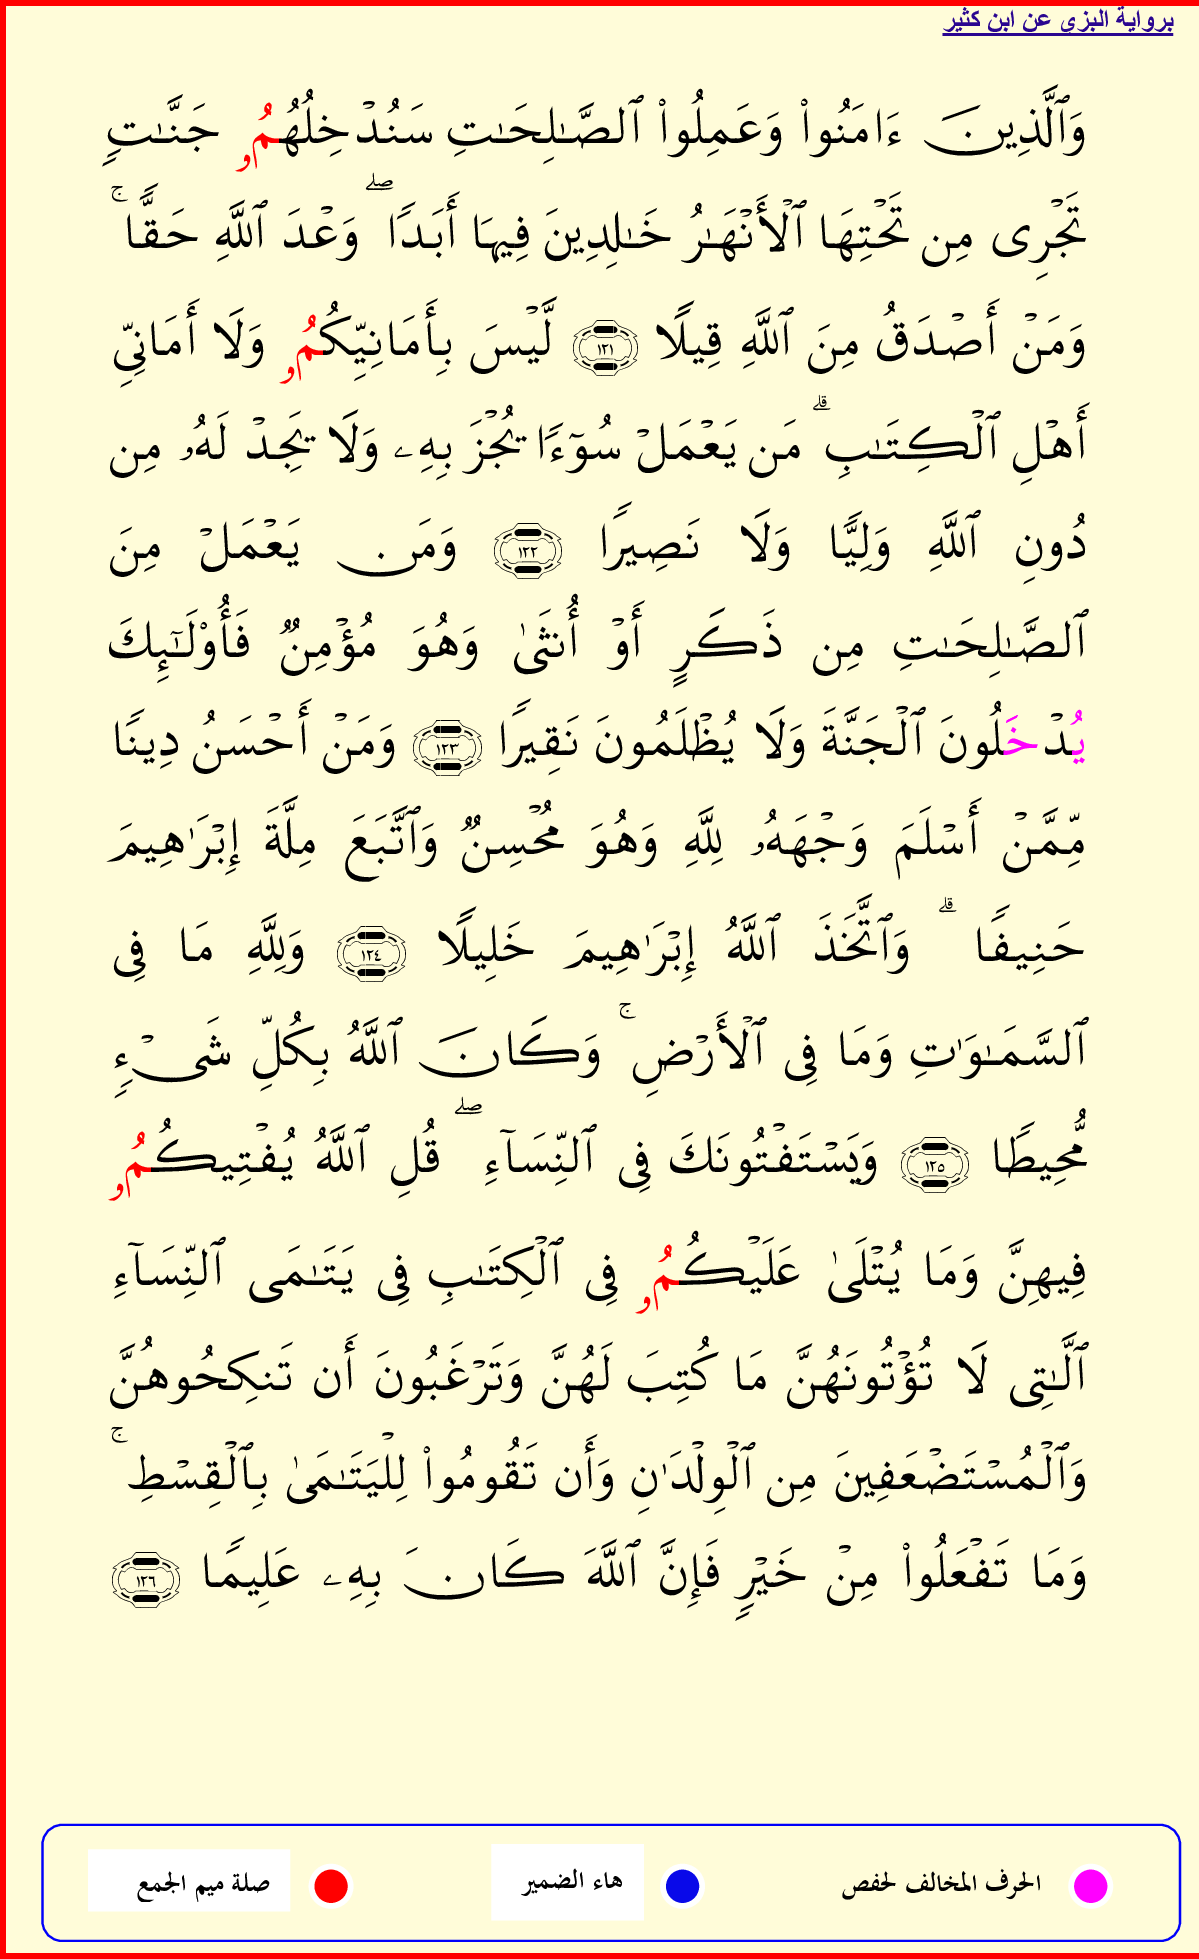 برواية البزى عن ابن كثير
وَٱلَّذِينَ ءَامَنُوا۟ وَعَمِلُوا۟ ٱلصَّـٰلِحَـٰتِ سَنُدْخِلُهُمُۥ جَنَّـٰتٍ
تَجْرِى مِن تَحْتِهَا ٱلْأَنْهَـٰرُ خَـٰلِدِينَ فِيهَا أَبَدًا ۖ وَعْدَ ٱللَّهِ حَقًّا ۚ
وَمَنْ أَصْدَقُ مِنَ ٱللَّهِ قِيلًا ١٢١ لَّيْسَ بِأَمَانِيِّكُمُۥ وَلَا أَمَانِىِّ
أَهْلِ ٱلْكِتَـٰبِ ۗ مَن يَعْمَلْ سُوٓءًا يُجْزَ بِهِۦ وَلَا يَجِدْ لَهُۥ مِن
دُونِ ٱللَّهِ وَلِيًّا وَلَا نَصِيرًا ١٢٢ وَمَن يَعْمَلْ مِنَ
ٱلصَّـٰلِحَـٰتِ مِن ذَكَرٍ أَوْ أُنثَىٰ وَهُوَ مُؤْمِنٌ فَأُو۟لَـٰٓئِكَ
يُدْخَلُونَ ٱلْجَنَّةَ وَلَا يُظْلَمُونَ نَقِيرًا ١٢٣ وَمَنْ أَحْسَنُ دِينًا
مِّمَّنْ أَسْلَمَ وَجْهَهُۥ لِلَّهِ وَهُوَ مُحْسِنٌ وَٱتَّبَعَ مِلَّةَ إِبْرَٰهِيمَ
حَنِيفًا ۗ وَٱتَّخَذَ ٱللَّهُ إِبْرَٰهِيمَ خَلِيلًا ١٢٤ وَلِلَّهِ مَا فِى
ٱلسَّمَـٰوَٰتِ وَمَا فِى ٱلْأَرْضِ ۚ وَكَانَ ٱللَّهُ بِكُلِّ شَىْءٍ
مُّحِيطًا ١٢٥ وَيَسْتَفْتُونَكَ فِى ٱلنِّسَآءِ ۖ قُلِ ٱللَّهُ يُفْتِيكُمُۥ
فِيهِنَّ وَمَا يُتْلَىٰ عَلَيْكُمُۥ فِى ٱلْكِتَـٰبِ فِى يَتَـٰمَى ٱلنِّسَآءِ
ٱلَّـٰتِى لَا تُؤْتُونَهُنَّ مَا كُتِبَ لَهُنَّ وَتَرْغَبُونَ أَن تَنكِحُوهُنَّ
وَٱلْمُسْتَضْعَفِينَ مِن ٱلْوِلْدَٰنِ وَأَن تَقُومُوا۟ لِلْيَتَـٰمَىٰ بِٱلْقِسْطِ ۚ
وَمَا تَفْعَلُوا۟ مِنْ خَيْرٍ فَإِنَّ ٱللَّهَ كَانَ بِهِۦ عَلِيمًا ١٢٦
الحرف المخالف لحفص هاء الضمير صلة ميم الجمع